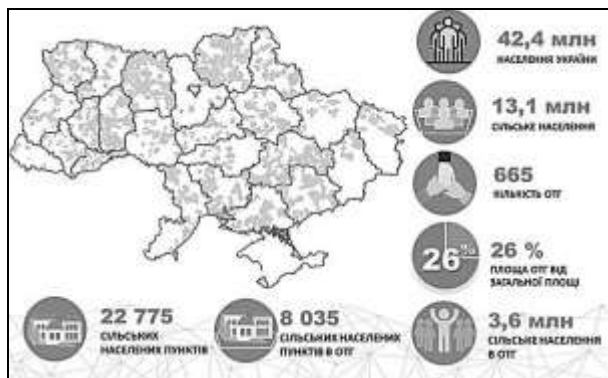 42,4 млн
НАСЕЛЕННЯ УКРАЇНИ
13,1 млн
СІЛЬСЬКЕ НАСЕЛЕННЯ
665
КІЛЬКІСТЬ ОТГ
26%
26 %
ПЛОЩА ОТГ ВІД
ЗАГАЛЬНОЇ ПЛОЩІ
22 775
СІЛЬСЬКИХ
НАСЕЛЕНИХ ПУНКТІВ
8 035
СІЛЬСЬКИХ НАСЕЛЕНИХ
ПУНКТІВ В ОТГ
3,6 млн
СІЛЬСЬКЕ НАСЕЛЕННЯ
В ОТГ